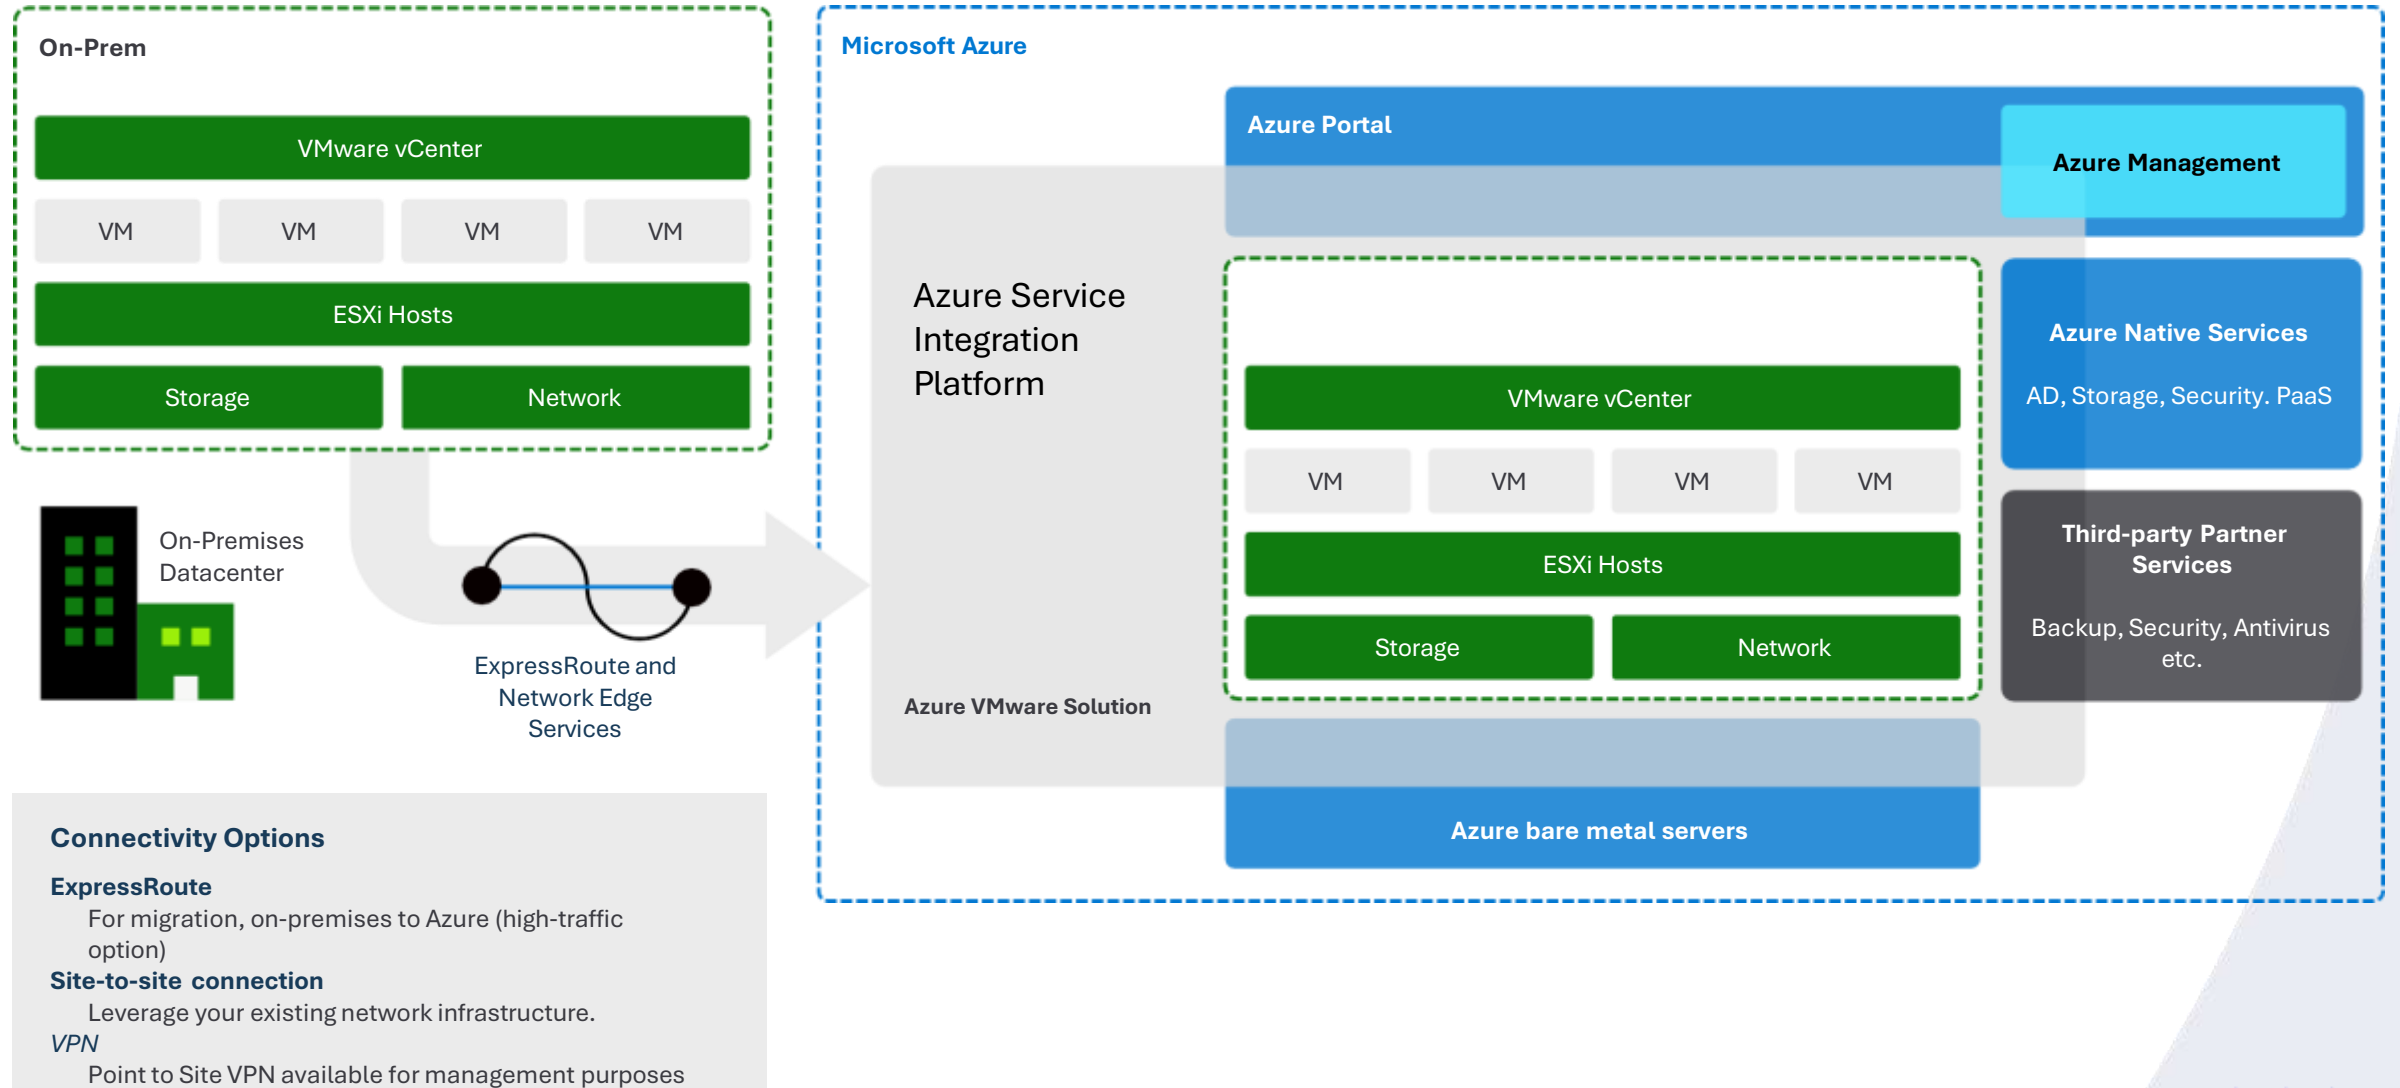 On-Prem
VMware vCenter
VM
VM
VM
VM
ESXi Hosts
Storage
Network
On-Premises
Datacenter
ExpressRoute and
Network Edge
Services
Connectivity Options
ExpressRoute
For migration, on-premises to Azure (high-traffic
option)
Site-to-site connection
Leverage your existing network infrastructure.
VPN
Point to Site VPN available for management purposes
Microsoft Azure
Azure Portal
Azure Management
Azure Service
Integration
Platform
Azure VMware Solution
VMware vCenter
VM
VM
VM
VM
ESXi Hosts
Storage
Network
Azure Native Services
AD, Storage, Security. PaaS
Third-party Partner
Services
Backup, Security, Antivirus
etc.
Azure bare metal servers